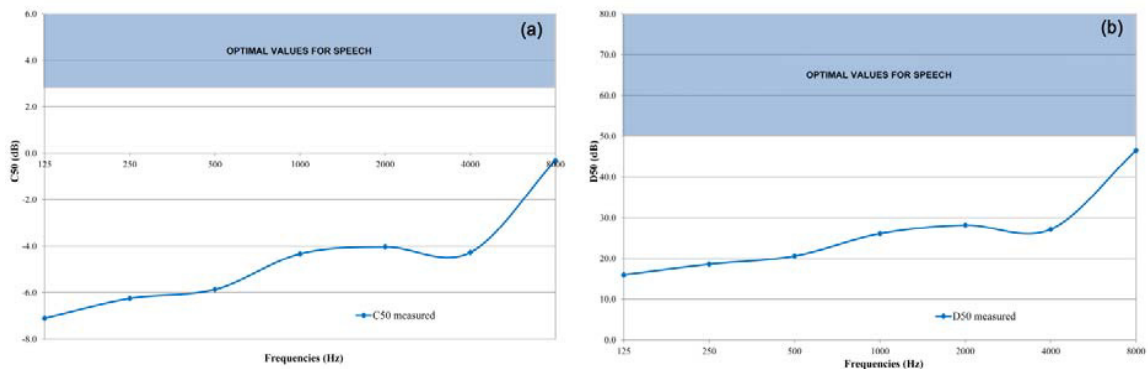 (a)
6.0
4.0
2.0
0.0
-2.0
-4.0
-6.0
-8.0
C50 (dB)
OPTIMAL VALUES FOR SPEECH
125 250 500 1000 2000 4000 8000
C50 measured
Frequencies (Hz)
(b)
80.0
70.0
60.0
50.0
40.0
30.0
20.0
10.0
0.0
D50 (dB)
OPTIMAL VALUES FOR SPEECH
D50 measured
125 250 500 1000 2000 4000 8000
Frequencies (Hz)